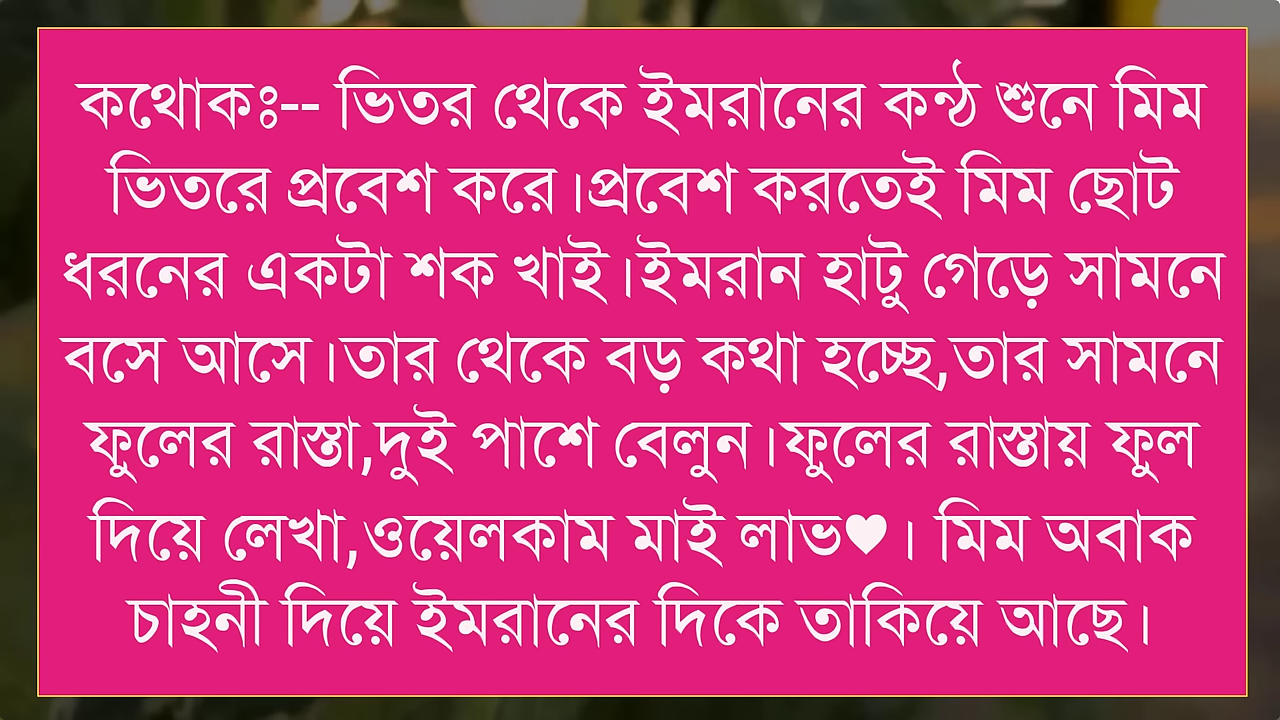 কথোকঃ-- ভিতর থেকে ইমরানের কন্ঠ শুনে মিম
ভিতরে প্রবেশ করে।প্রবেশ করতেই মিম ছোট
ধরনের একটা শক খাই।ইমরান হাটু গেড়ে সামনে
বসে আসে।তার থেকে বড় কথা হচ্ছে,তার সামনে
ফুলের রাস্তা,দুই পাশে বেলুন।ফুলের রাস্তায় ফুল
দিয়ে লেখা,ওয়েলকাম মাই লাভ♥। মিম অবাক
চাহনী দিয়ে ইমরানের দিকে তাকিয়ে আছে।